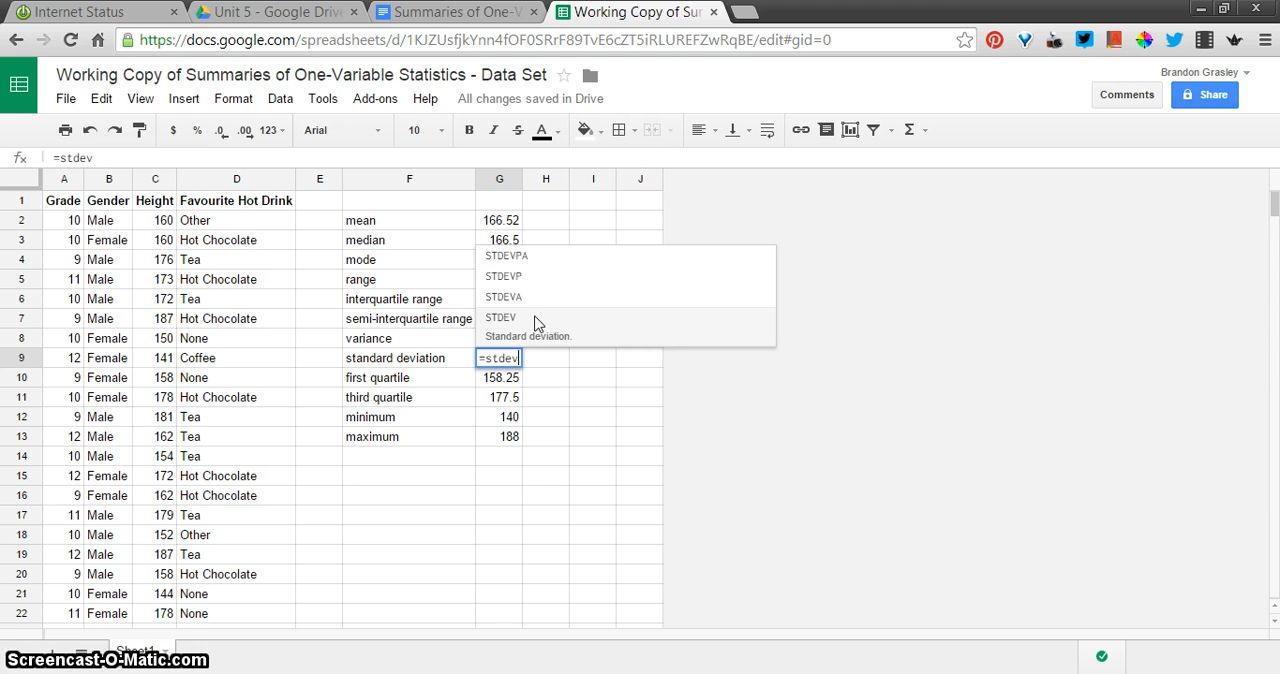 Internet Status × Unit 5 - Google Drive × Summaries of One-V × Working Copy of Sur ×
https://docs.google.com/spreadsheets/d/1KJZUsfjkYnn4fOF0SRrF89TvE6cZT5iRLUREFZwRqBE/edit#gid=0
Working Copy of Summaries of One-Variable Statistics - Data Set
Brandon Grasley
File Edit View Insert Format Data Tools Add-ons Help All changes saved in Drive
Comments Share
$ % .0 .00 123 Arial 10 B I S A Σ
fx =stdev
A B C D E F G H I J
1 Grade Gender Height Favourite Hot Drink
2 10 Male 160 Other mean 166.52
3 10 Female 160 Hot Chocolate median 166.5
4 9 Male 176 Tea mode STDEVPA
5 11 Male 173 Hot Chocolate range STDEVP
6 10 Male 172 Tea interquartile range STDEVA
7 9 Male 187 Hot Chocolate semi-interquartile range STDEV
8 10 Female 150 None variance Standard deviation.
9 12 Female 141 Coffee standard deviation =stdev
10 9 Female 158 None first quartile 158.25
11 10 Female 178 Hot Chocolate third quartile 177.5
12 9 Male 181 Tea minimum 140
13 12 Male 162 Tea maximum 188
14 10 Male 154 Tea
15 12 Female 172 Hot Chocolate
16 9 Female 162 Hot Chocolate
17 11 Male 179 Tea
18 10 Male 152 Other
19 12 Male 187 Tea
20 9 Male 158 Hot Chocolate
21 10 Female 144 None
22 11 Female 178 None
Sheet1
Screencast-O-Matic.com